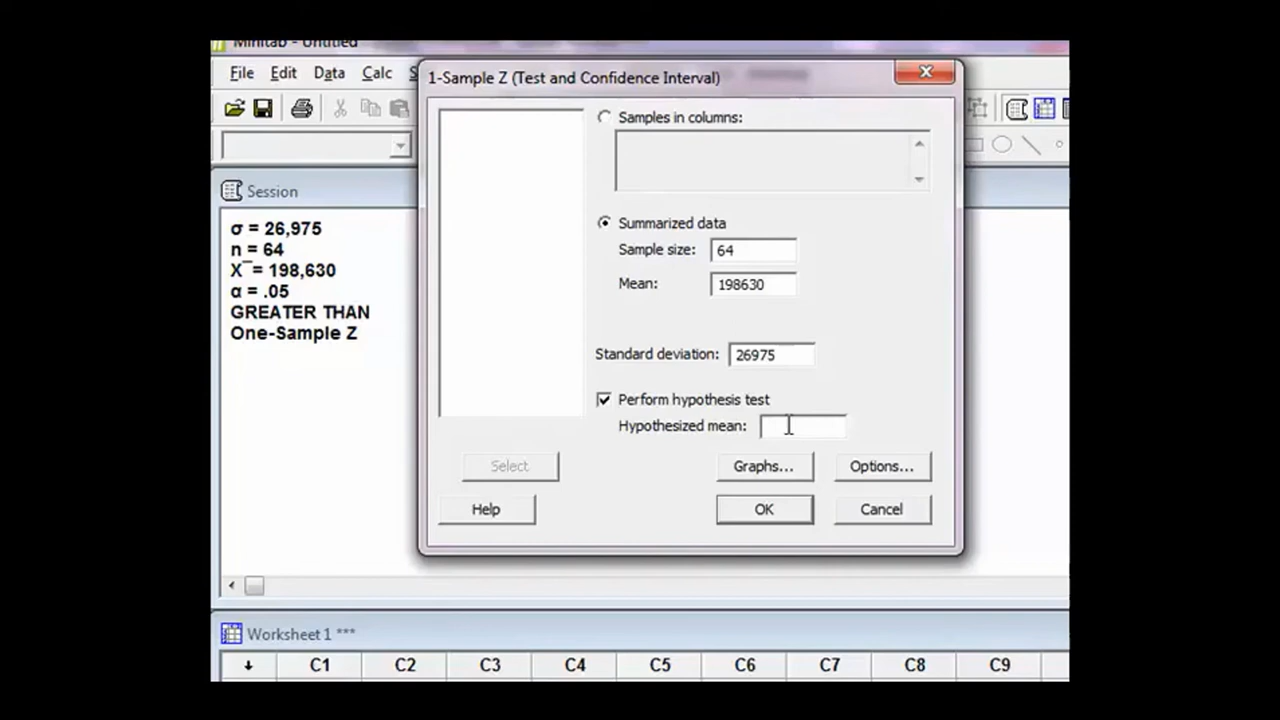 Minitab - Untitled
File Edit Data Calc
1-Sample Z (Test and Confidence Interval)
Samples in columns:
Session
σ = 26,975
n = 64
X¯= 198,630
α = .05
GREATER THAN
One-Sample Z
Summarized data
Sample size: 64
Mean: 198630
Standard deviation: 26975
Perform hypothesis test
Hypothesized mean:
Select
Graphs...
Options...
Help
OK
Cancel
Worksheet 1 ***
C1 C2 C3 C4 C5 C6 C7 C8 C9